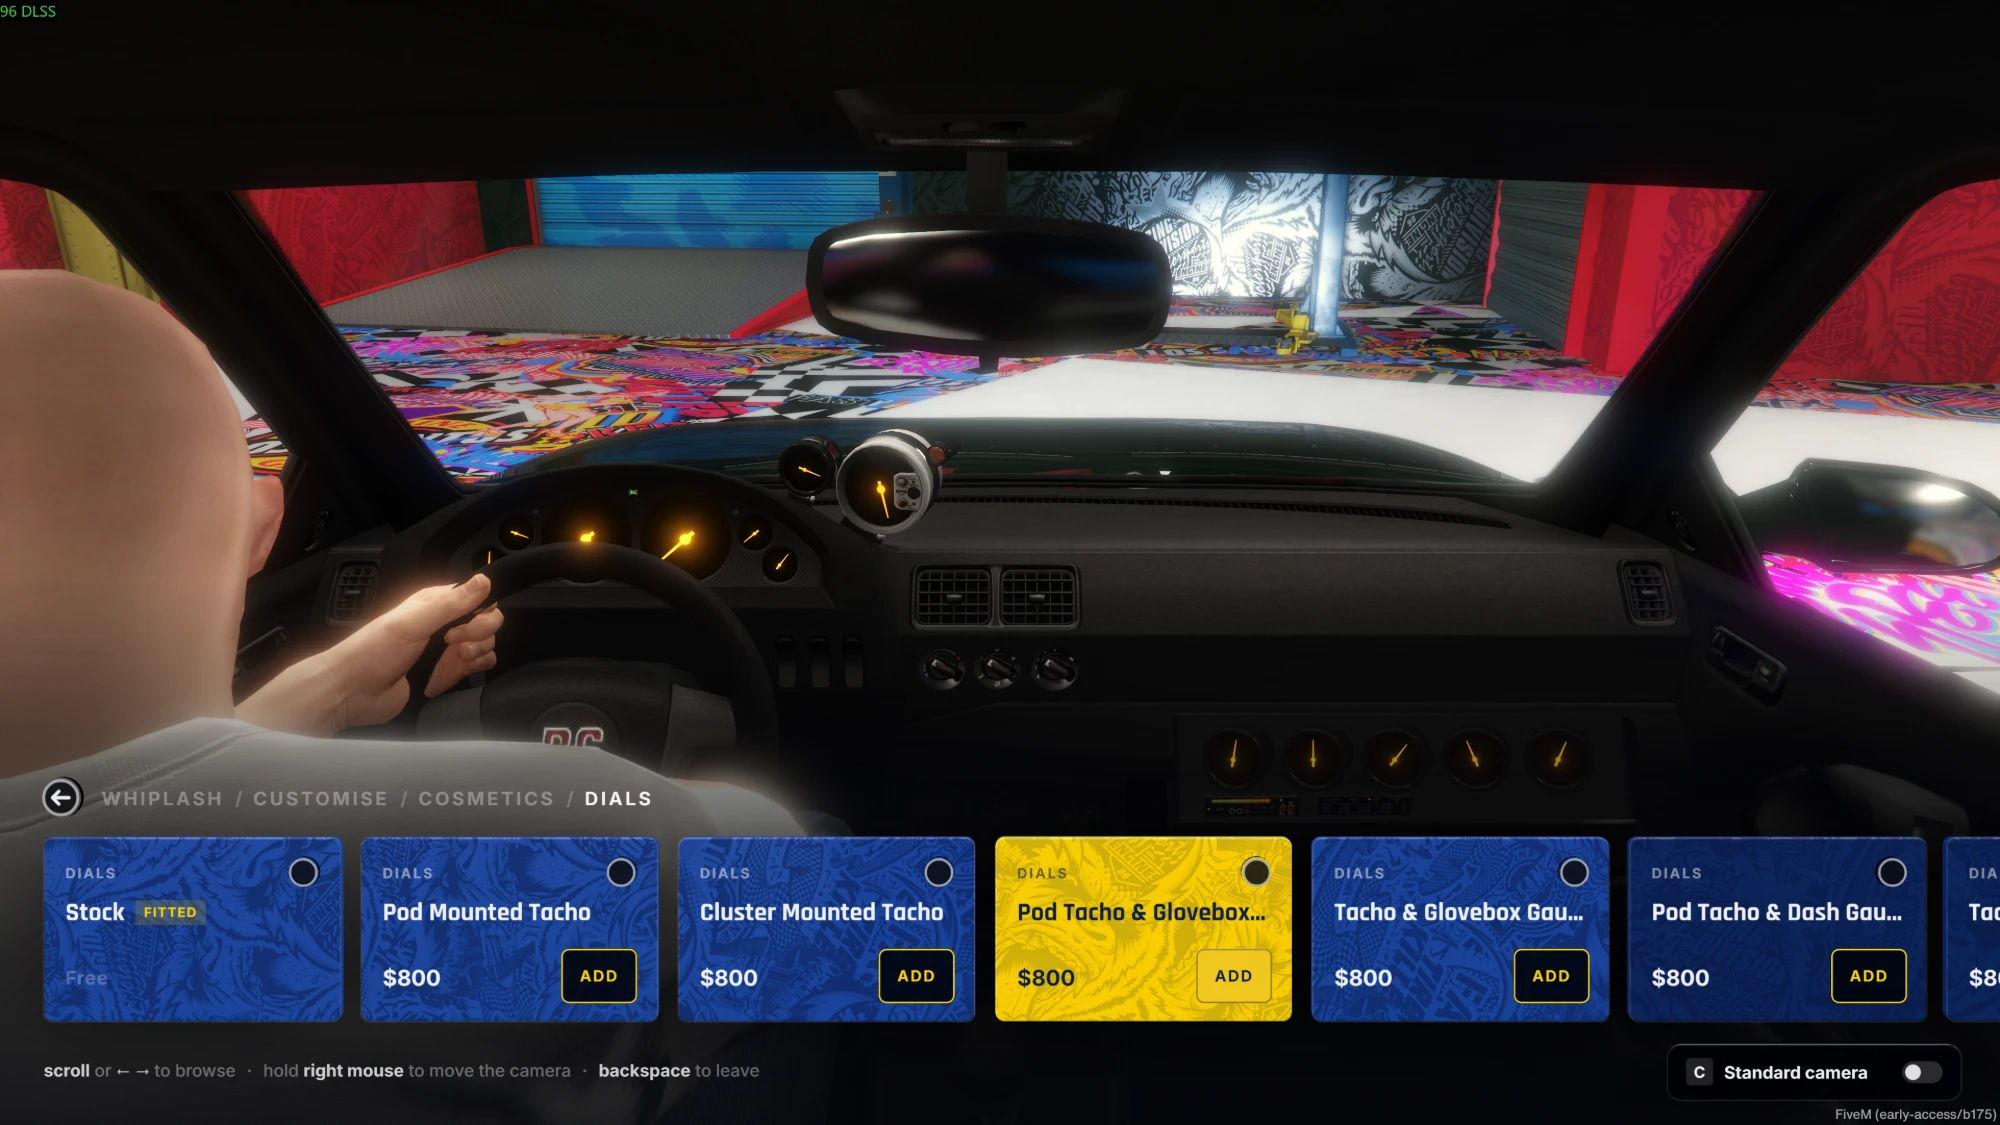 96 DLSS
WHIPLASH / CUSTOMISE / COSMETICS / DIALS
DIALS
Stock FITTED
Free
DIALS
Pod Mounted Tacho
$800 ADD
DIALS
Cluster Mounted Tacho
$800 ADD
DIALS
Pod Tacho & Glovebox...
$800 ADD
DIALS
Tacho & Glovebox Gau...
$800 ADD
DIALS
Pod Tacho & Dash Gau...
$800 ADD
scroll or ← → to browse · hold right mouse to move the camera · backspace to leave
C Standard camera
FiveM (early-access/b175)